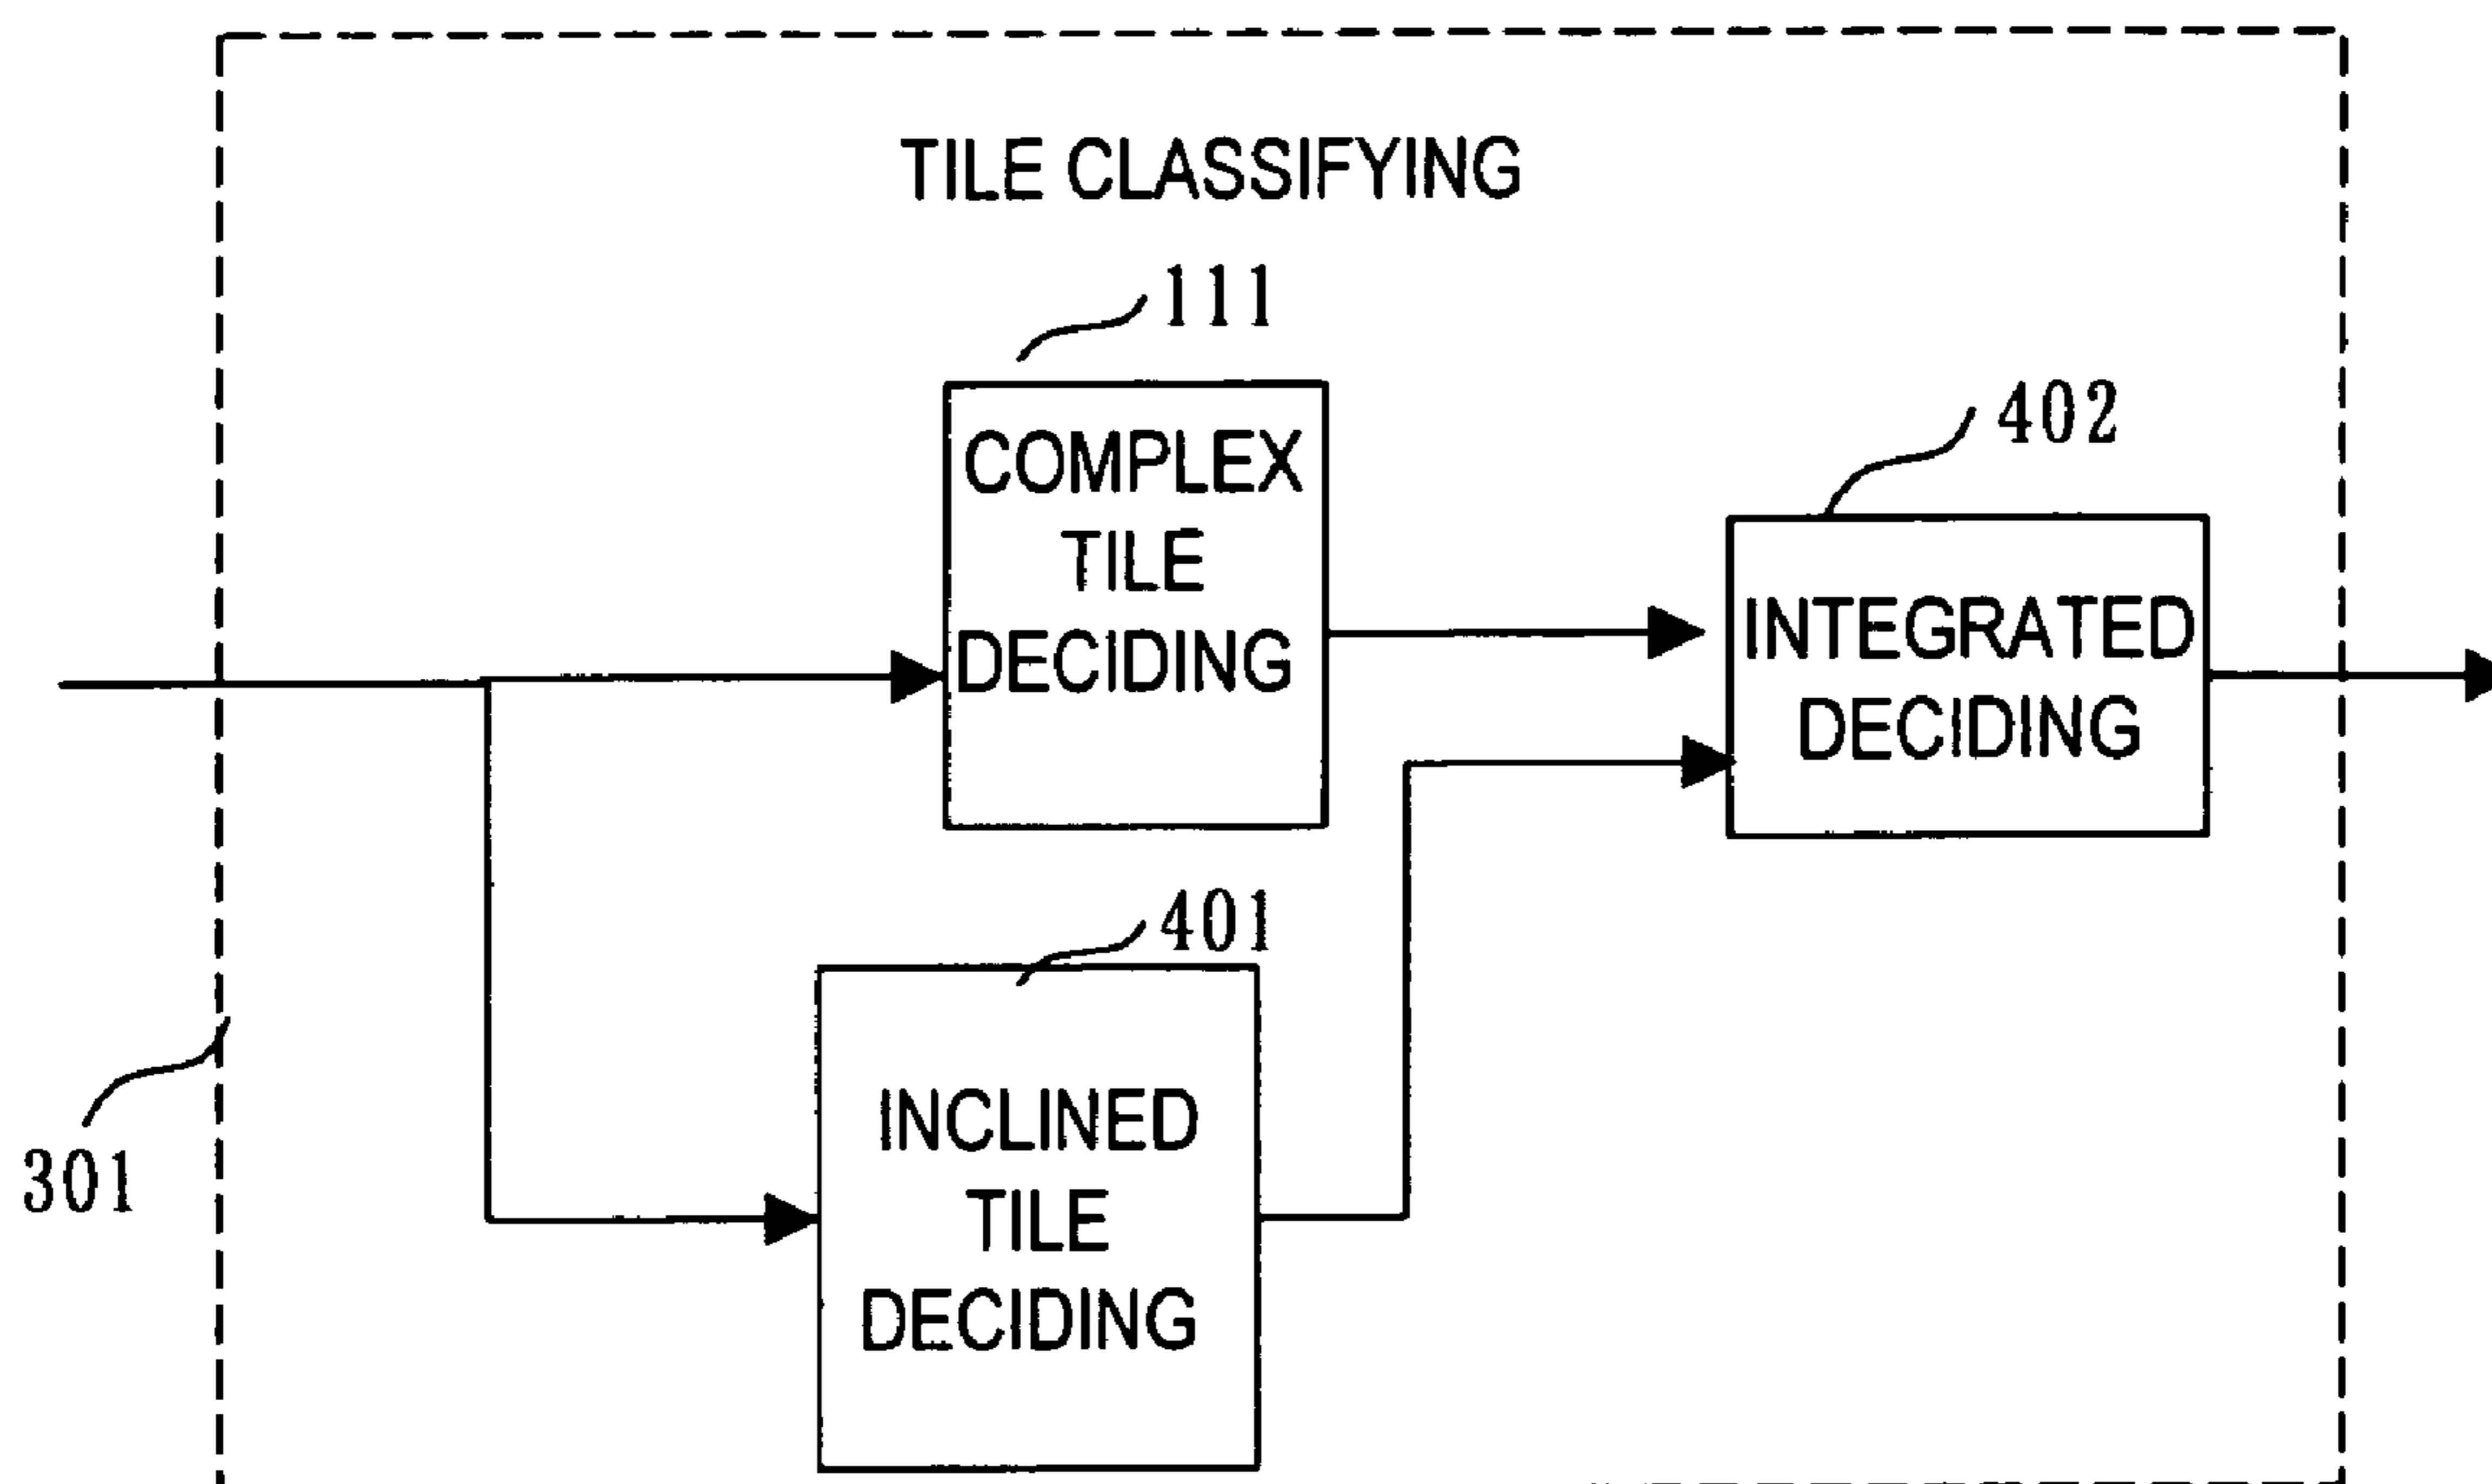 TILE CLASSIFYING
111
COMPLEX
TILE
DECIDING
402
INTEGRATED
DECIDING
401
INCLINED
TILE
DECIDING
301